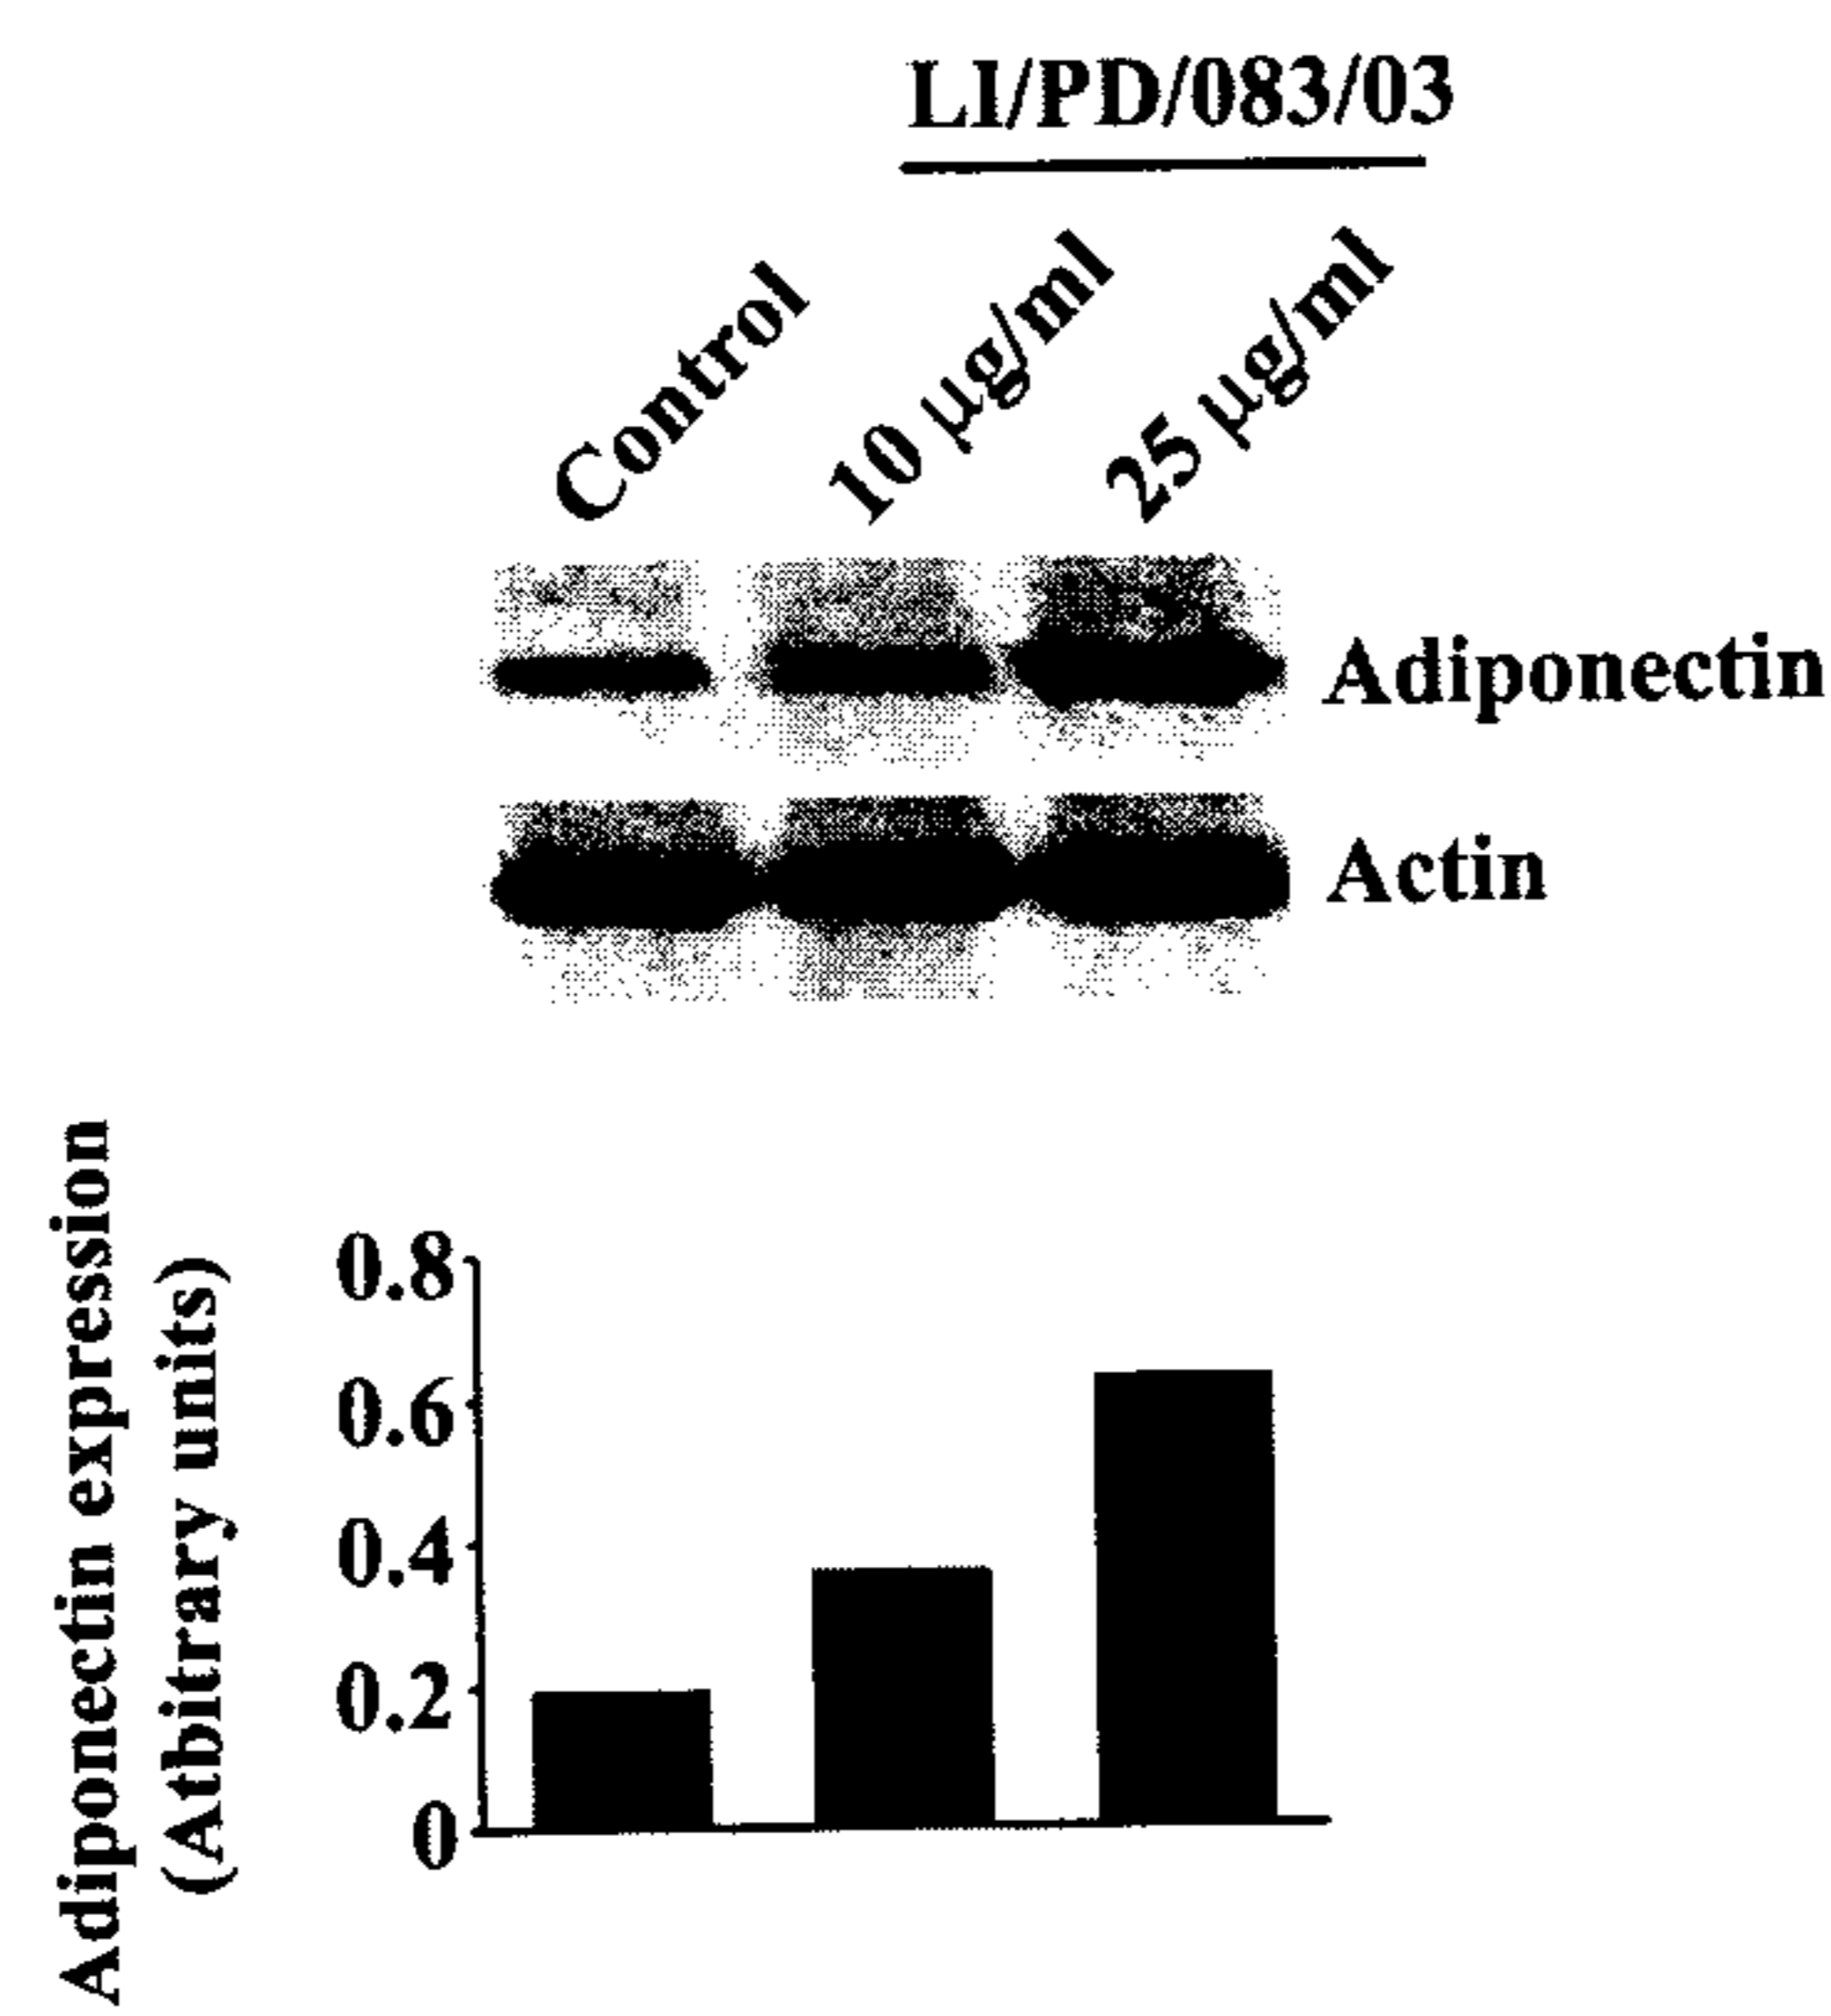 LI/PD/083/03
Control
10 µg/ml
25 µg/ml
Adiponectin
Actin
Adiponectin expression
(Atbitrary units)
0.8
0.6
0.4
0.2
0